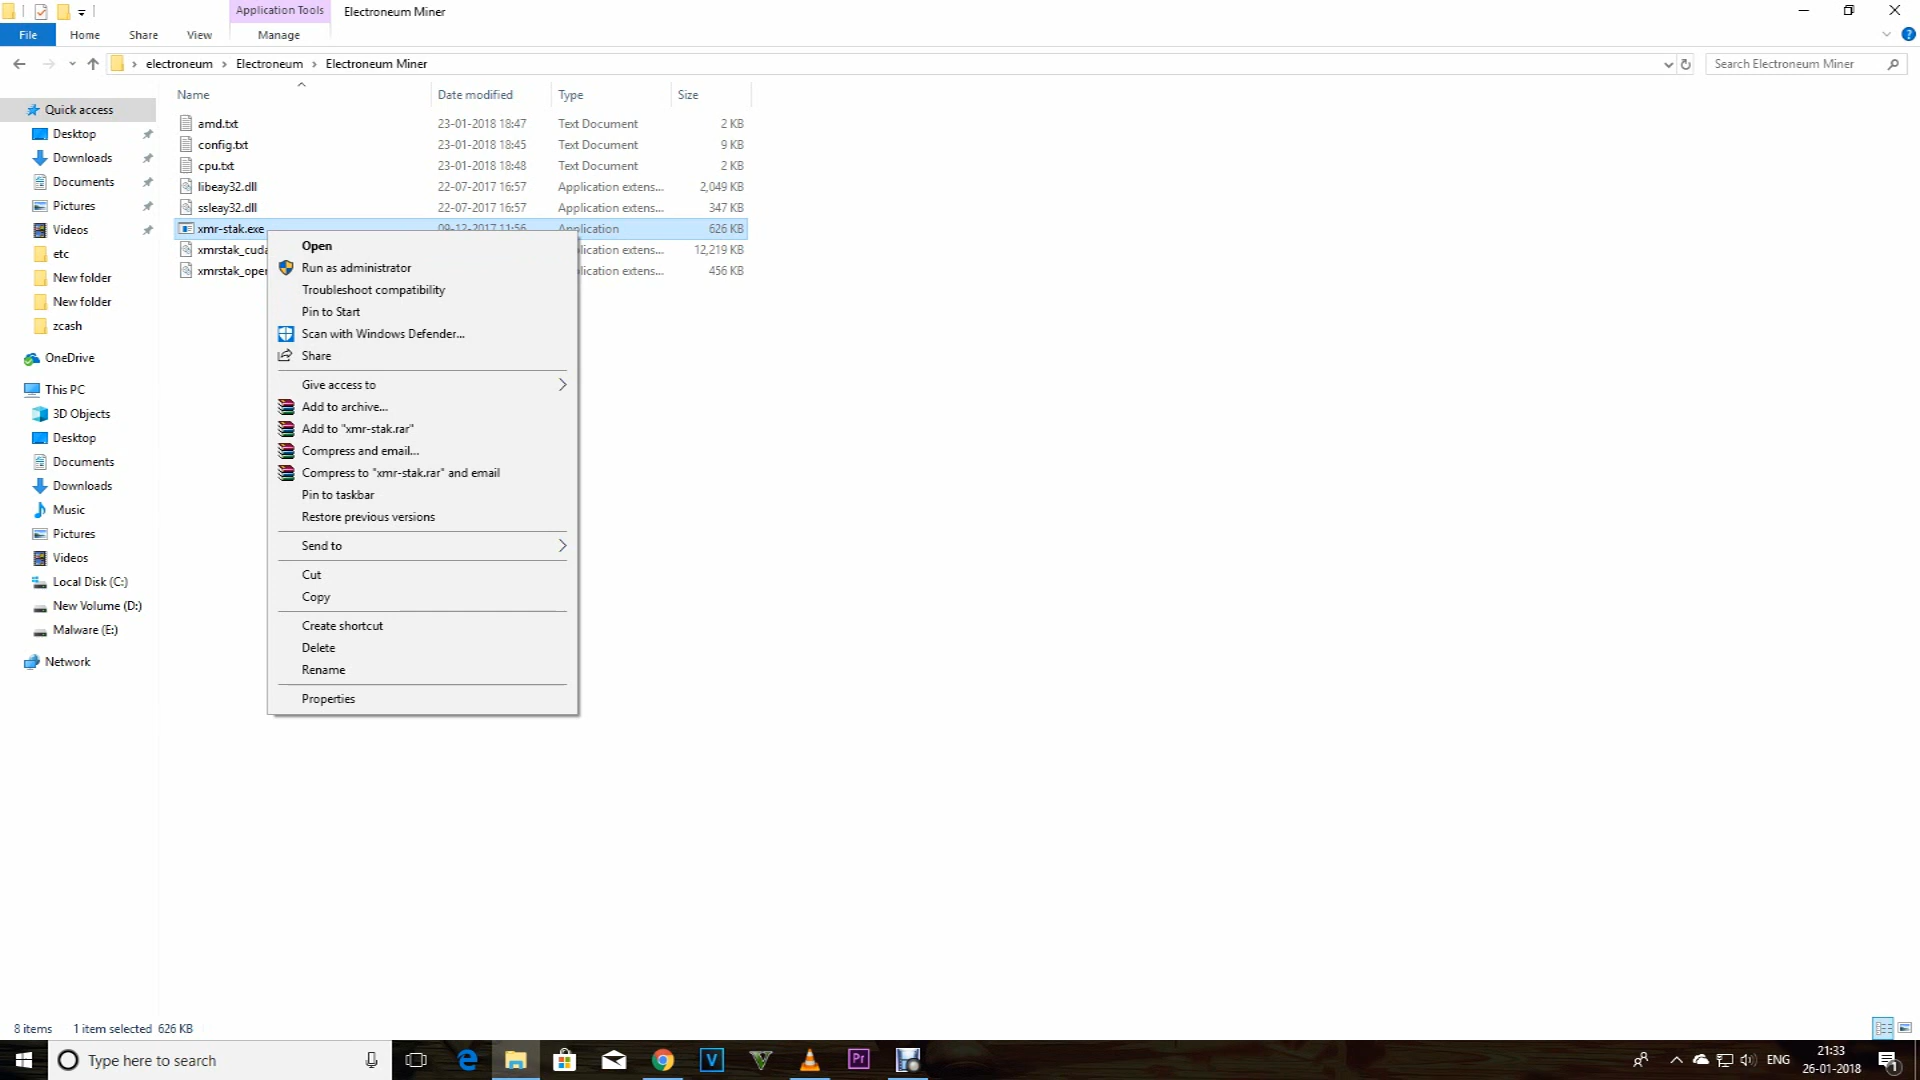 Application Tools
Electroneum Miner
File
Home
Share
View
Manage
electroneum
Electroneum
Electroneum Miner
Search Electroneum Miner
Name
Date modified
Type
Size
Quick access
Desktop
Downloads
Documents
Pictures
Videos
etc
New folder
New folder
zcash
OneDrive
This PC
3D Objects
Desktop
Documents
Downloads
Music
Pictures
Videos
Local Disk (C:)
New Volume (D:)
Malware (E:)
Network
amd.txt 23-01-2018 18:47 Text Document 2 KB
config.txt 23-01-2018 18:45 Text Document 9 KB
cpu.txt 23-01-2018 18:48 Text Document 2 KB
libeay32.dll 22-07-2017 16:57 Application extens... 2,049 KB
ssleay32.dll 22-07-2017 16:57 Application extens... 347 KB
xmr-stak.exe 09-12-2017 11:56 Application 626 KB
xmrstak_cuda lication extens... 12,219 KB
xmrstak_oper lication extens... 456 KB
Open
Run as administrator
Troubleshoot compatibility
Pin to Start
Scan with Windows Defender...
Share
Give access to
Add to archive...
Add to "xmr-stak.rar"
Compress and email...
Compress to "xmr-stak.rar" and email
Pin to taskbar
Restore previous versions
Send to
Cut
Copy
Create shortcut
Delete
Rename
Properties
8 items 1 item selected 626 KB
Type here to search
V
Pr
ENG
21:33
26-01-2018
1